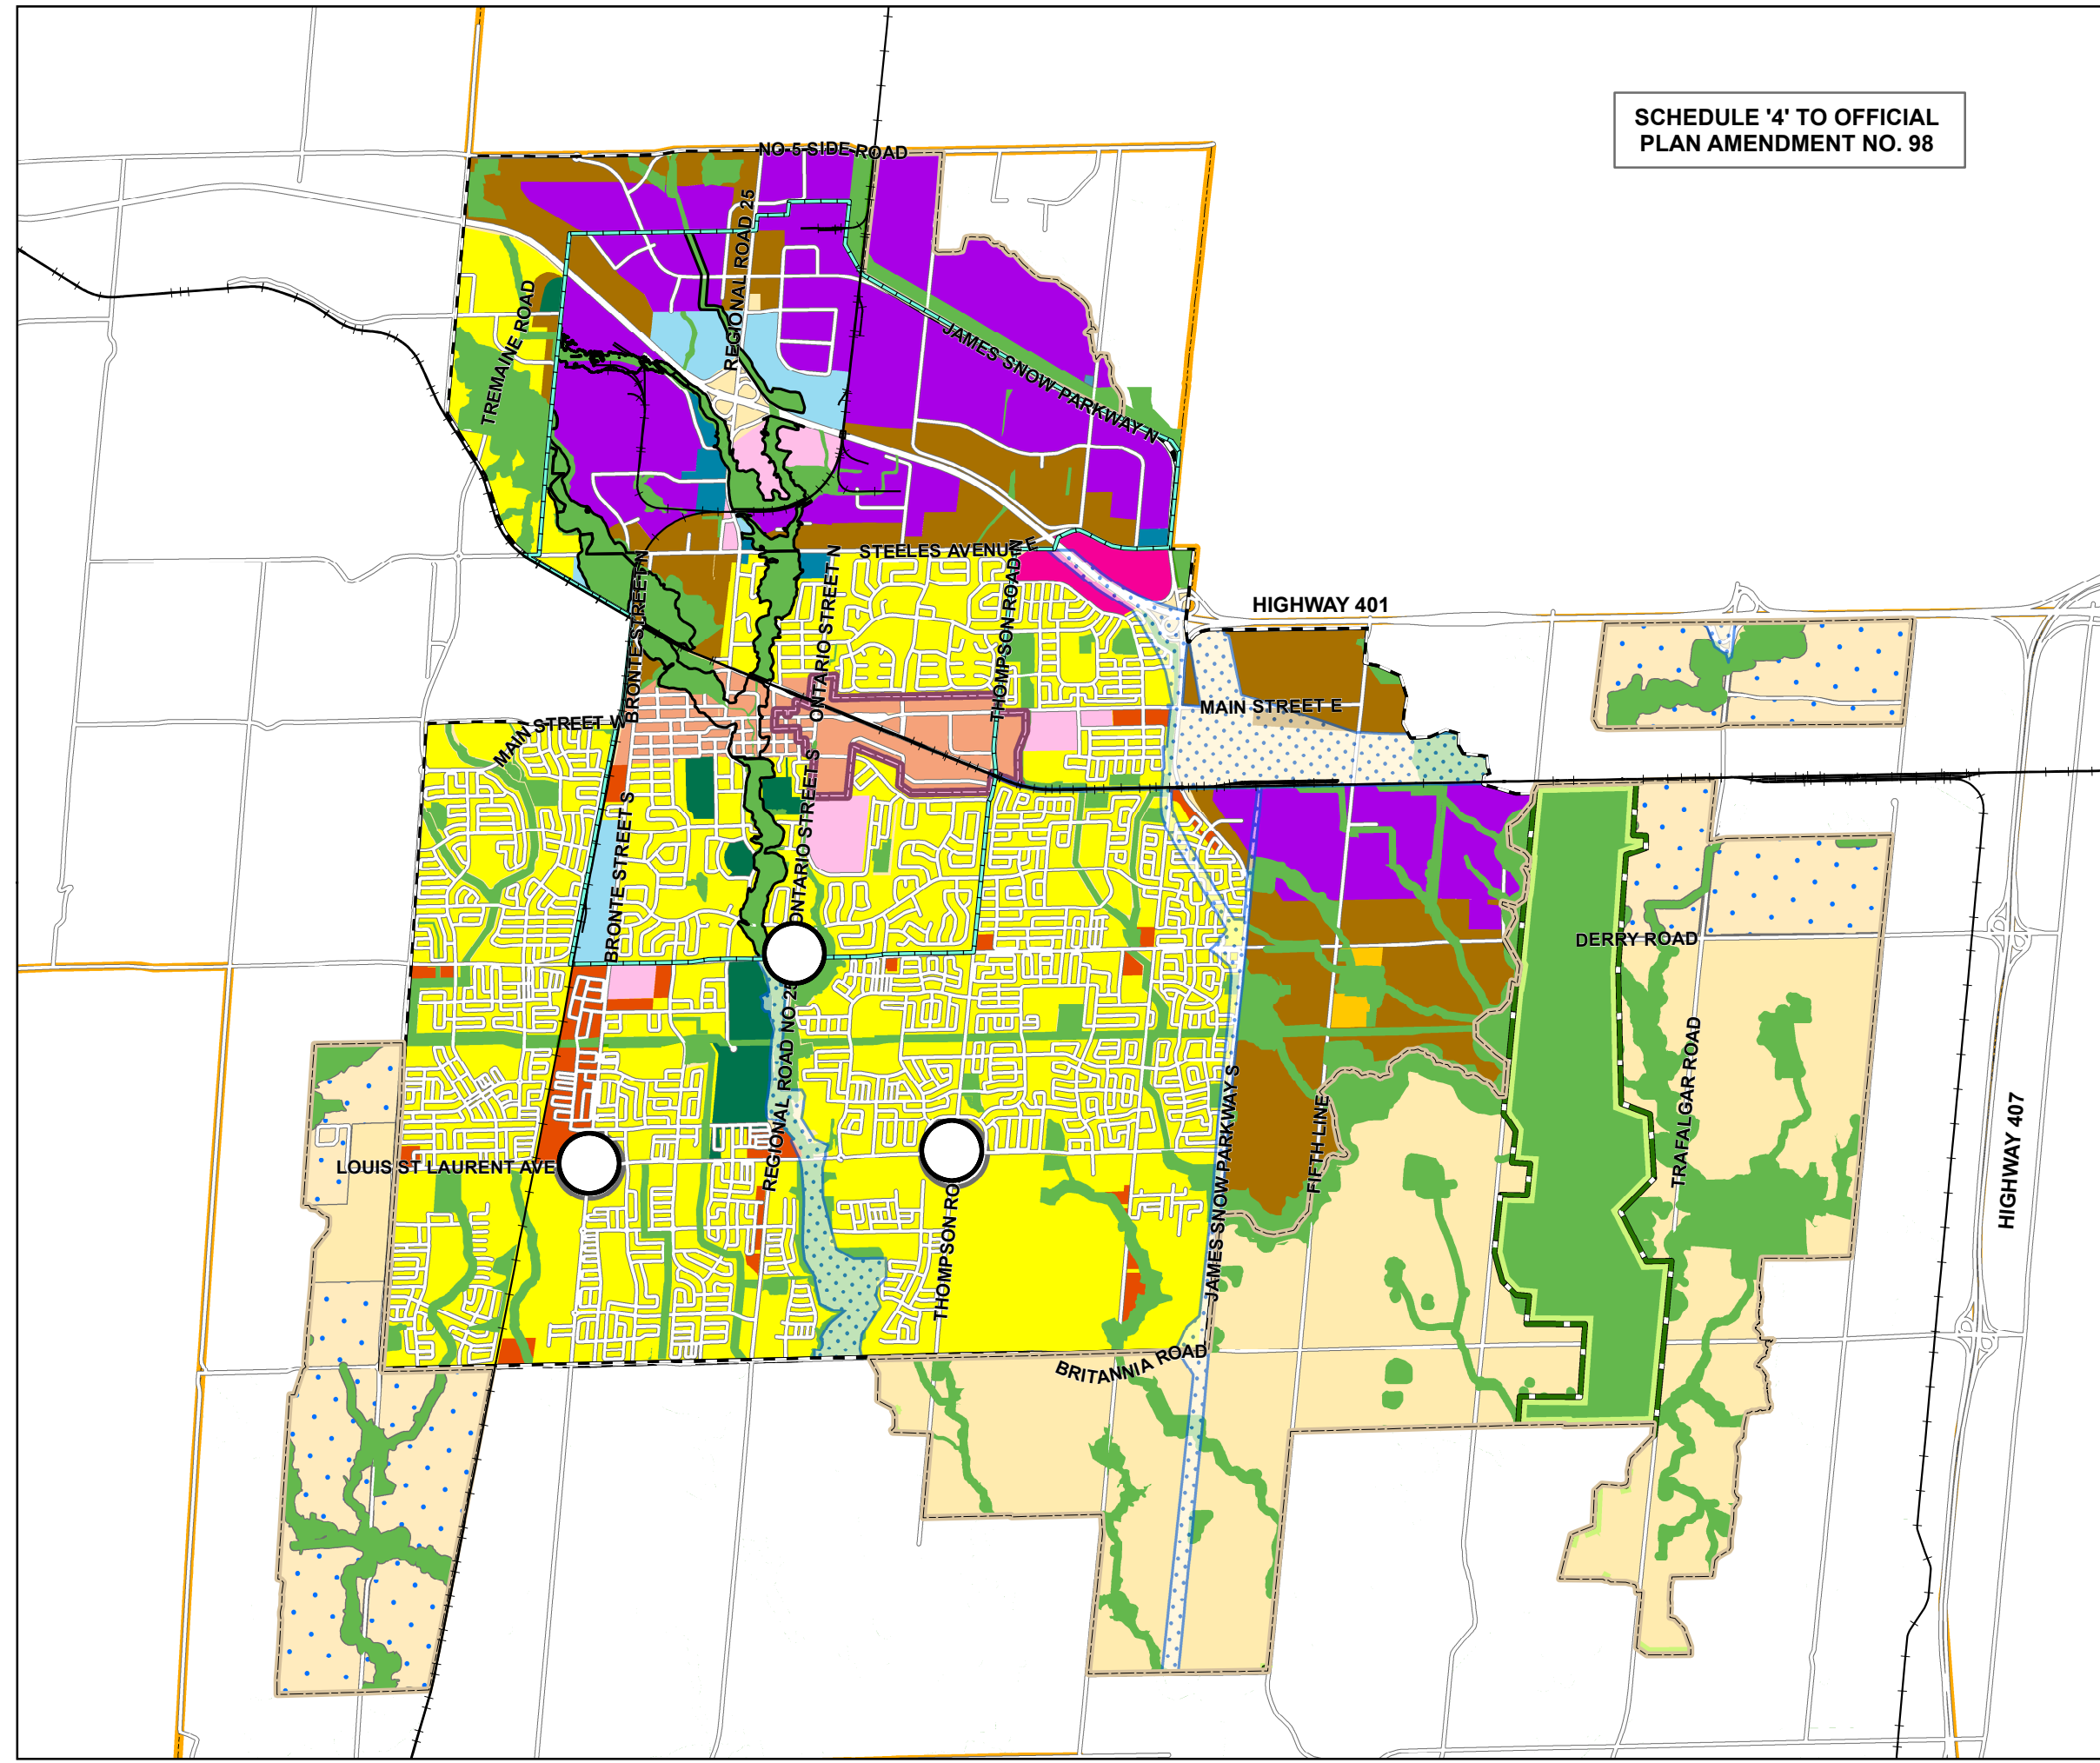 SCHEDULE '4' TO OFFICIAL
PLAN AMENDMENT NO. 98
NO 5 SIDE ROAD
REGIONAL ROAD 25
TREMAINE ROAD
JAMES SNOW PARKWAY N
STEELES AVENUE E
BRONTE STREET N
ONTARIO STREET N
THOMPSON ROAD N
HIGHWAY 401
MAIN STREET W
MAIN STREET E
BRONTE STREET S
ONTARIO STREET S
DERRY ROAD
REGIONAL ROAD NO 25
TRAFALGAR ROAD
JAMES SNOW PARKWAY S
FIFTH LINE
HIGHWAY 407
LOUIS ST LAURENT AVE
THOMPSON RO
BRITANNIA ROAD